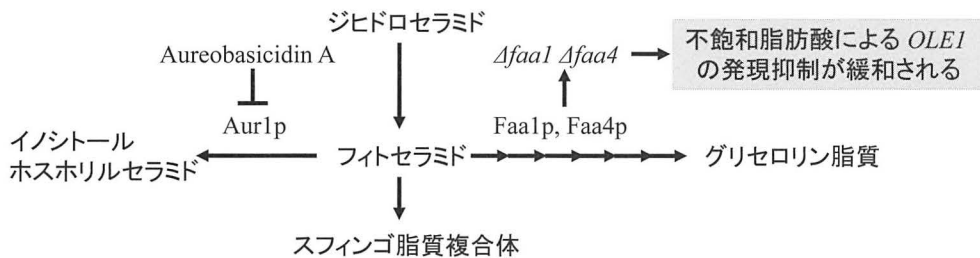 ジヒドロセラミド
Aureobasicidin A
Δfaa1 Δfaa4
不飽和脂肪酸による OLE1
の発現抑制が緩和される
Aur1p
Faa1p, Faa4p
イノシトール
ホスホリルセラミド
フィトセラミド
グリセロリン脂質
スフィンゴ脂質複合体